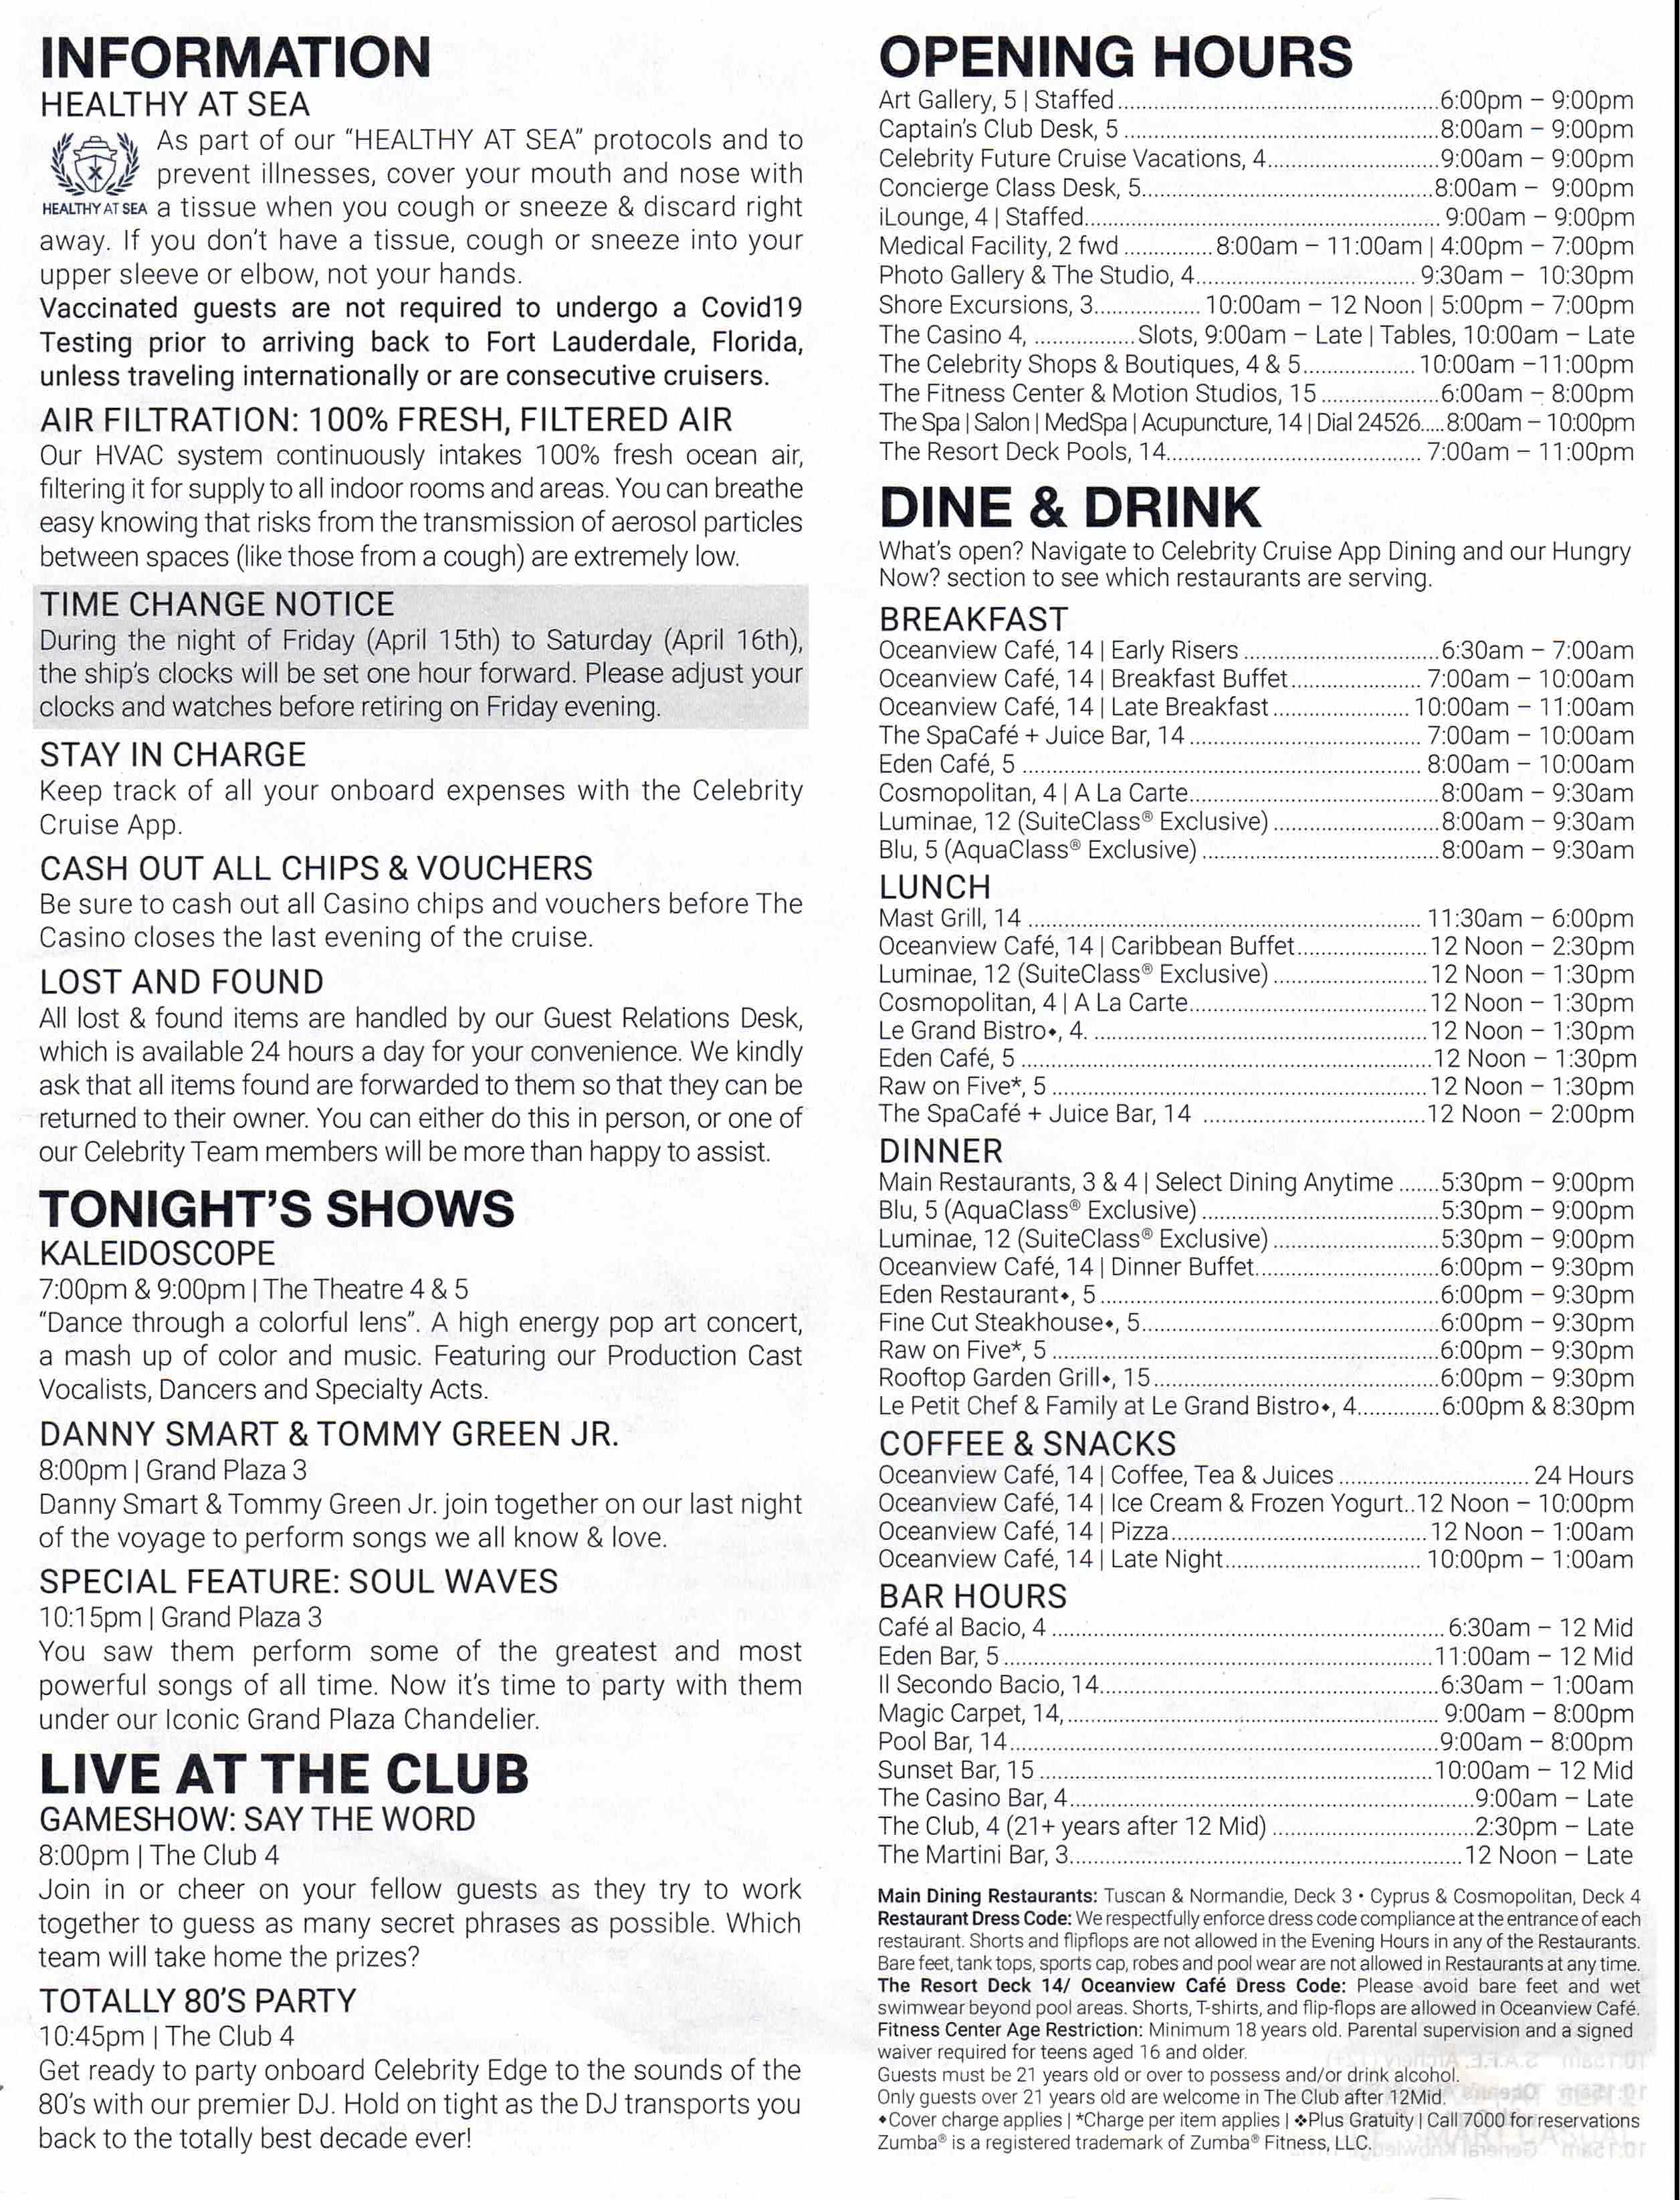 INFORMATION
HEALTHY AT SEA
As part of our “HEALTHY AT SEA” protocols and to
prevent illnesses, cover your mouth and nose with
HEALTHY AT SEA a tissue when you cough or sneeze & discard right
away. If you don't have a tissue, cough or sneeze into your
upper sleeve or elbow, not your hands.
Vaccinated guests are not required to undergo a Covid19
Testing prior to arriving back to Fort Lauderdale, Florida,
unless traveling internationally or are consecutive cruisers.
AIR FILTRATION: 100% FRESH, FILTERED AIR
Our HVAC system continuously intakes 100% fresh ocean air,
filtering it for supply to all indoor rooms and areas. You can breathe
easy knowing that risks from the transmission of aerosol particles
between spaces (like those from a cough) are extremely low.
TIME CHANGE NOTICE
During the night of Friday (April 15th) to Saturday (April 16th),
the ship's clocks will be set one hour forward. Please adjust your
clocks and watches before retiring on Friday evening.
STAY IN CHARGE
Keep track of all your onboard expenses with the Celebrity
Cruise App.
CASH OUT ALL CHIPS & VOUCHERS
Be sure to cash out all Casino chips and vouchers before The
Casino closes the last evening of the cruise.
LOST AND FOUND
All lost & found items are handled by our Guest Relations Desk,
which is available 24 hours a day for your convenience. We kindly
ask that all items found are forwarded to them so that they can be
returned to their owner. You can either do this in person, or one of
our Celebrity Team members will be more than happy to assist.
TONIGHT'S SHOWS
KALEIDOSCOPE
7:00pm & 9:00pm | The Theatre 4 & 5
“Dance through a colorful lens”. A high energy pop art concert,
a mash up of color and music. Featuring our Production Cast
Vocalists, Dancers and Specialty Acts.
DANNY SMART & TOMMY GREEN JR.
8:00pm | Grand Plaza 3
Danny Smart & Tommy Green Jr. join together on our last night
of the voyage to perform songs we all know & love.
SPECIAL FEATURE: SOUL WAVES
10:15pm | Grand Plaza 3
You saw them perform some of the greatest and most
powerful songs of all time. Now it's time to party with them
under our Iconic Grand Plaza Chandelier.
LIVE AT THE CLUB
GAMESHOW: SAY THE WORD
8:00pm | The Club 4
Join in or cheer on your fellow guests as they try to work
together to guess as many secret phrases as possible. Which
team will take home the prizes?
TOTALLY 80'S PARTY
10:45pm | The Club 4
Get ready to party onboard Celebrity Edge to the sounds of the
80's with our premier DJ. Hold on tight as the DJ transports you
back to the totally best decade ever!
OPENING HOURS
Art Gallery, 5 | Staffed 6:00pm – 9:00pm
Captain's Club Desk, 5 8:00am – 9:00pm
Celebrity Future Cruise Vacations, 4 9:00am – 9:00pm
Concierge Class Desk, 5 8:00am – 9:00pm
iLounge, 4 | Staffed 9:00am – 9:00pm
Medical Facility, 2 fwd 8:00am – 11:00am | 4:00pm – 7:00pm
Photo Gallery & The Studio, 4 9:30am – 10:30pm
Shore Excursions, 3 10:00am – 12 Noon | 5:00pm – 7:00pm
The Casino 4, Slots, 9:00am – Late | Tables, 10:00am – Late
The Celebrity Shops & Boutiques, 4 & 5 10:00am –11:00pm
The Fitness Center & Motion Studios, 15 6:00am – 8:00pm
The Spa | Salon | MedSpa | Acupuncture, 14 | Dial 24526 8:00am – 10:00pm
The Resort Deck Pools, 14 7:00am – 11:00pm
DINE & DRINK
What's open? Navigate to Celebrity Cruise App Dining and our Hungry
Now? section to see which restaurants are serving.
BREAKFAST
Oceanview Café, 14 | Early Risers 6:30am – 7:00am
Oceanview Café, 14 | Breakfast Buffet 7:00am – 10:00am
Oceanview Café, 14 | Late Breakfast 10:00am – 11:00am
The SpaCafé + Juice Bar, 14 7:00am – 10:00am
Eden Café, 5 8:00am – 10:00am
Cosmopolitan, 4 | A La Carte 8:00am – 9:30am
Luminae, 12 (SuiteClass® Exclusive) 8:00am – 9:30am
Blu, 5 (AquaClass® Exclusive) 8:00am – 9:30am
LUNCH
Mast Grill, 14 11:30am – 6:00pm
Oceanview Café, 14 | Caribbean Buffet 12 Noon – 2:30pm
Luminae, 12 (SuiteClass® Exclusive) 12 Noon – 1:30pm
Cosmopolitan, 4 | A La Carte 12 Noon – 1:30pm
Le Grand Bistro⬩, 4. 12 Noon – 1:30pm
Eden Café, 5 12 Noon – 1:30pm
Raw on Five*, 5 12 Noon – 1:30pm
The SpaCafé + Juice Bar, 14 12 Noon – 2:00pm
DINNER
Main Restaurants, 3 & 4 | Select Dining Anytime 5:30pm – 9:00pm
Blu, 5 (AquaClass® Exclusive) 5:30pm – 9:00pm
Luminae, 12 (SuiteClass® Exclusive) 5:30pm – 9:00pm
Oceanview Café, 14 | Dinner Buffet 6:00pm – 9:30pm
Eden Restaurant⬩, 5 6:00pm – 9:30pm
Fine Cut Steakhouse⬩, 5 6:00pm – 9:30pm
Raw on Five*, 5 6:00pm – 9:30pm
Rooftop Garden Grill⬩, 15 6:00pm – 9:30pm
Le Petit Chef & Family at Le Grand Bistro⬩, 4 6:00pm & 8:30pm
COFFEE & SNACKS
Oceanview Café, 14 | Coffee, Tea & Juices 24 Hours
Oceanview Café, 14 | Ice Cream & Frozen Yogurt..12 Noon – 10:00pm
Oceanview Café, 14 | Pizza 12 Noon – 1:00am
Oceanview Café, 14 | Late Night 10:00pm – 1:00am
BAR HOURS
Café al Bacio, 4 6:30am – 12 Mid
Eden Bar, 5 11:00am – 12 Mid
Il Secondo Bacio, 14 6:30am – 1:00am
Magic Carpet, 14, 9:00am – 8:00pm
Pool Bar, 14 9:00am – 8:00pm
Sunset Bar, 15 10:00am – 12 Mid
The Casino Bar, 4 9:00am – Late
The Club, 4 (21+ years after 12 Mid) 2:30pm – Late
The Martini Bar, 3 12 Noon – Late
Main Dining Restaurants: Tuscan & Normandie, Deck 3 • Cyprus & Cosmopolitan, Deck 4
Restaurant Dress Code: We respectfully enforce dress code compliance at the entrance of each
restaurant. Shorts and flipflops are not allowed in the Evening Hours in any of the Restaurants.
Bare feet, tank tops, sports cap, robes and pool wear are not allowed in Restaurants at any time.
The Resort Deck 14/ Oceanview Café Dress Code: Please avoid bare feet and wet
swimwear beyond pool areas. Shorts, T-shirts, and flip-flops are allowed in Oceanview Café.
Fitness Center Age Restriction: Minimum 18 years old. Parental supervision and a signed
waiver required for teens aged 16 and older.
Guests must be 21 years old or over to possess and/or drink alcohol.
Only guests over 21 years old are welcome in The Club after 12Mid.
⬩Cover charge applies | *Charge per item applies | ❖Plus Gratuity | Call 7000 for reservations
Zumba® is a registered trademark of Zumba® Fitness, LLC.